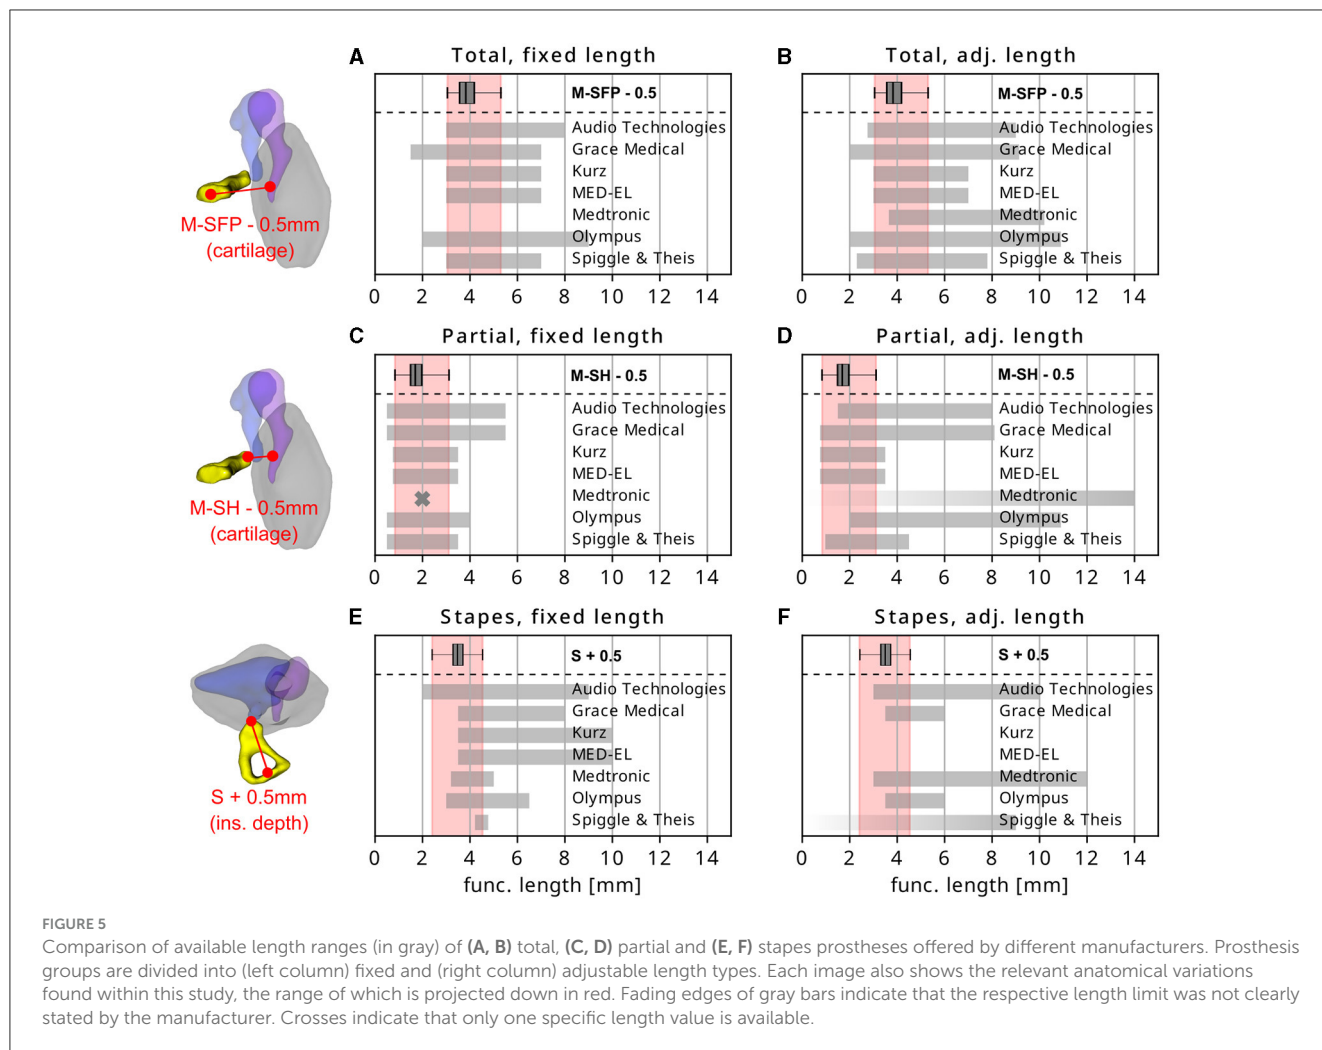 A Total, fixed length
M-SFP - 0.5
Audio Technologies
Grace Medical
Kurz
MED-EL
Medtronic
Olympus
Spiggle & Theis
0 2 4 6 8 10 12 14
B Total, adj. length
M-SFP - 0.5
Audio Technologies
Grace Medical
Kurz
MED-EL
Medtronic
Olympus
Spiggle & Theis
0 2 4 6 8 10 12 14
M-SFP - 0.5mm
(cartilage)
C Partial, fixed length
M-SH - 0.5
Audio Technologies
Grace Medical
Kurz
MED-EL
Medtronic
Olympus
Spiggle & Theis
0 2 4 6 8 10 12 14
D Partial, adj. length
M-SH - 0.5
Audio Technologies
Grace Medical
Kurz
MED-EL
Medtronic
Olympus
Spiggle & Theis
0 2 4 6 8 10 12 14
M-SH - 0.5mm
(cartilage)
E Stapes, fixed length
S + 0.5
Audio Technologies
Grace Medical
Kurz
MED-EL
Medtronic
Olympus
Spiggle & Theis
0 2 4 6 8 10 12 14
func. length [mm]
F Stapes, adj. length
S + 0.5
Audio Technologies
Grace Medical
Kurz
MED-EL
Medtronic
Olympus
Spiggle & Theis
0 2 4 6 8 10 12 14
func. length [mm]
S + 0.5mm
(ins. depth)
FIGURE 5
Comparison of available length ranges (in gray) of (A, B) total, (C, D) partial and (E, F) stapes prostheses offered by different manufacturers. Prosthesis
groups are divided into (left column) fixed and (right column) adjustable length types. Each image also shows the relevant anatomical variations
found within this study, the range of which is projected down in red. Fading edges of gray bars indicate that the respective length limit was not clearly
stated by the manufacturer. Crosses indicate that only one specific length value is available.